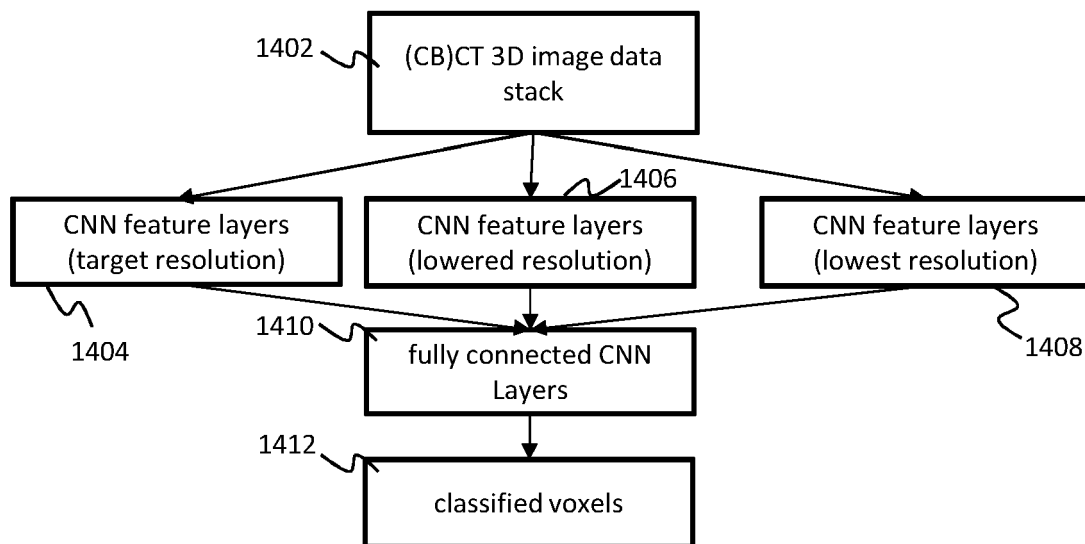 1402
(CB)CT 3D image data
stack
1406
CNN feature layers
(target resolution)
CNN feature layers
(lowered resolution)
CNN feature layers
(lowest resolution)
1404
1410
1408
fully connected CNN
Layers
1412
classified voxels